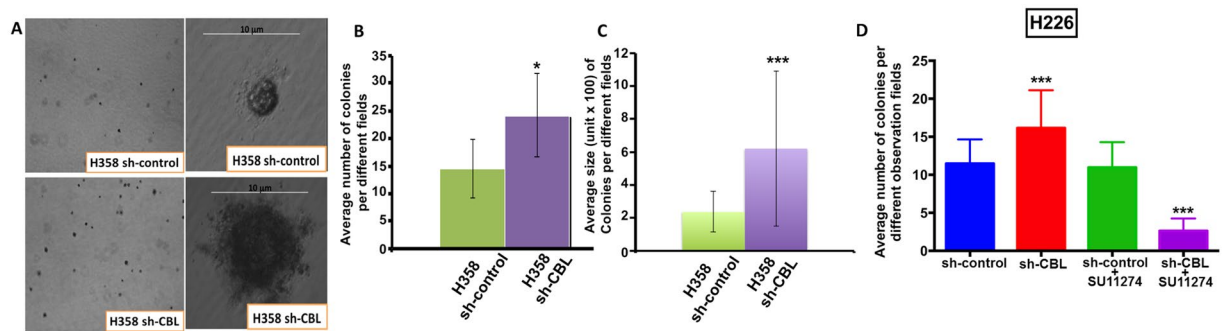 A
10 µm
H358 sh-control
H358 sh-control
10 µm
H358 sh-CBL
H358 sh-CBL
B
Average number of colonies
per different fields
35
30
25
20
15
10
5
0
*
H358
sh-control
H358
sh-CBL
C
Average size (unit x 100) of
Colonies per different fields
12
10
8
6
4
2
0
***
H358
sh-control
H358
sh-CBL
D
H226
Average number of colonies per
different observation fields
25
20
15
10
5
0
***
***
sh-control
sh-CBL
sh-control
+
SU11274
sh-CBL
+
SU11274